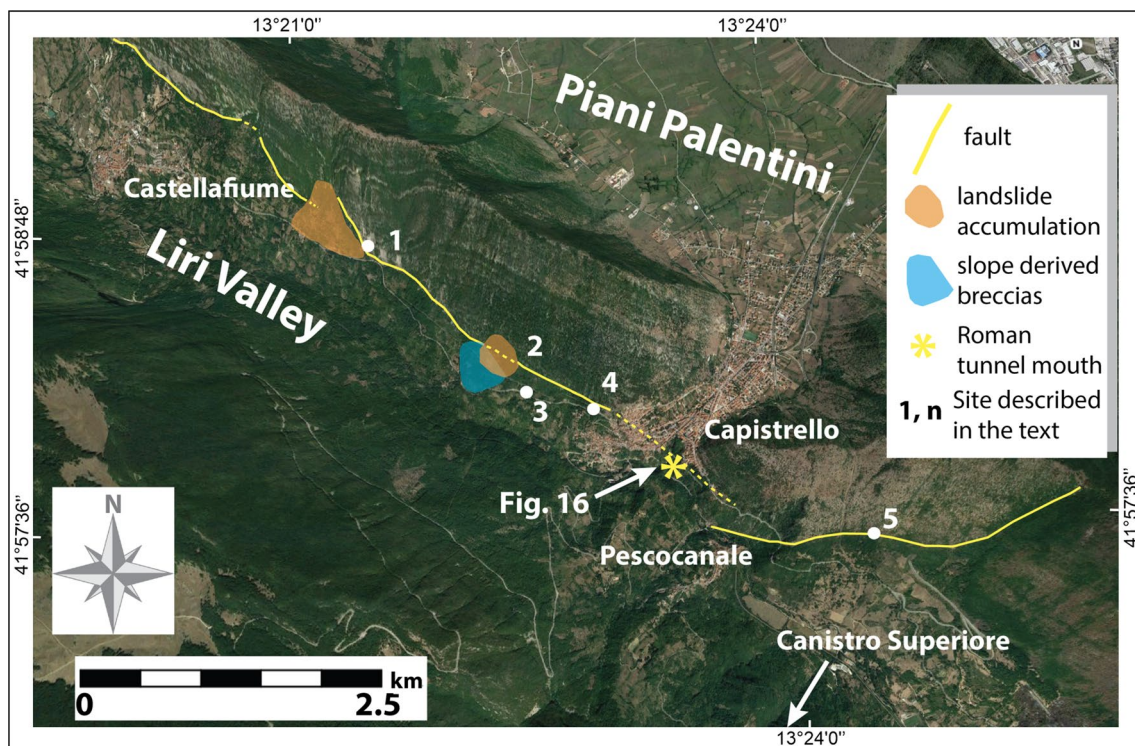 13°21'0"
13°24'0"
N
Piani Palentini
fault
Castellafiume
landslide
accumulation
41°58'48"
1
Liri Valley
slope derived
breccias
2
Roman
tunnel mouth
3
4
1, n Site described
in the text
Capistrello
Fig. 16
N
41°57'36"
5
41°57'36"
Pescocanale
Canistro Superiore
km
0
2.5
13°24'0"